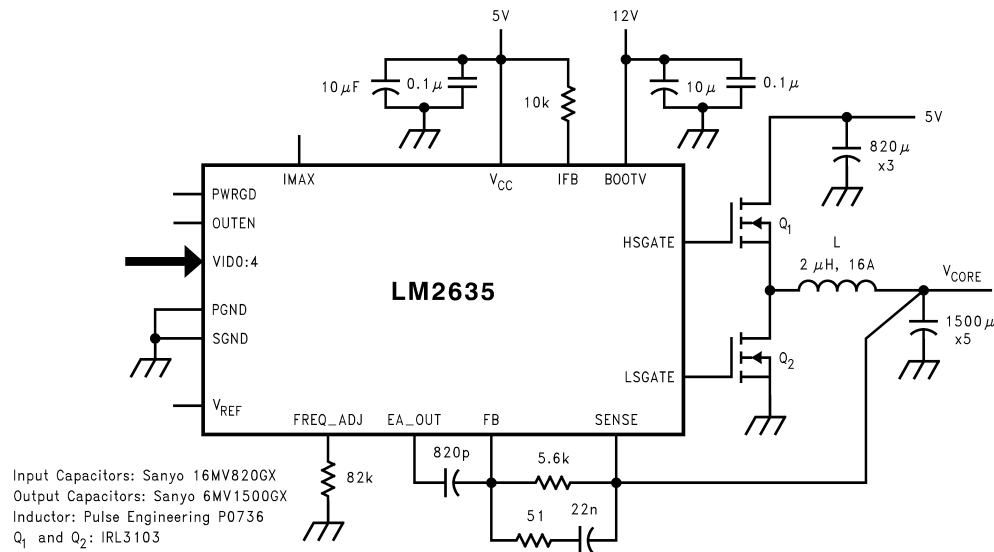 5V
12V
10μF
0.1μ
10k
10μ
0.1μ
5V
820μ
x3
IMAX
VCC
IFB
BOOTV
PWRGD
OUTEN
VID0:4
PGND
SGND
VREF
LM2635
HSGATE
LSGATE
Q1
L
2 μH, 16A
VCORE
1500μ
x5
Q2
FREQ_ADJ
EA_OUT
FB
SENSE
82k
820p
5.6k
51
22n
Input Capacitors: Sanyo 16MV820GX
Output Capacitors: Sanyo 6MV1500GX
Inductor: Pulse Engineering P0736
Q1 and Q2: IRL3103